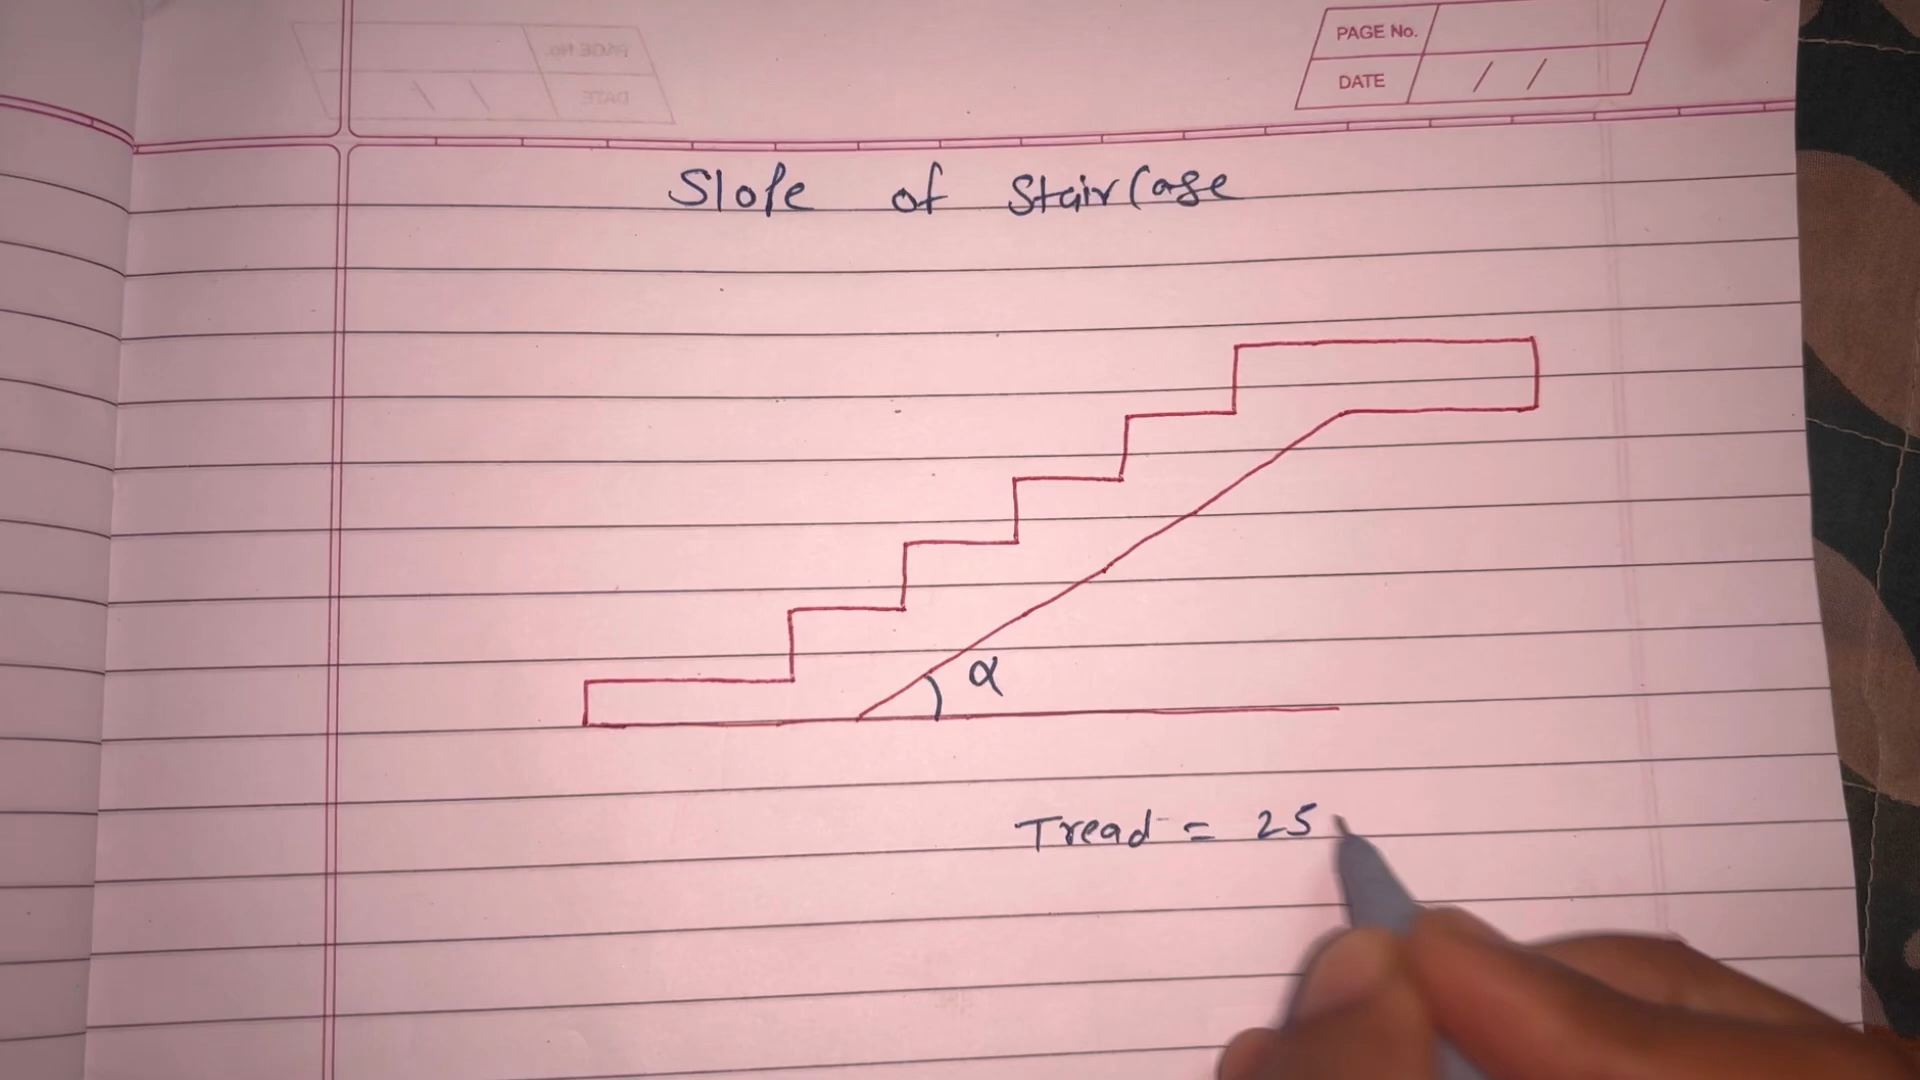 PAGE No.
DATE / /
Slope of StairCase
α
Tread = 25